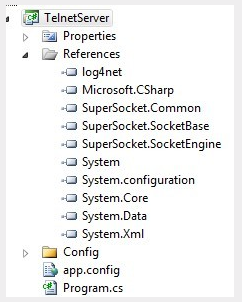 TelnetServer
Properties
References
log4net
Microsoft.CSharp
SuperSocket.Common
SuperSocket.SocketBase
SuperSocket.SocketEngine
System
System.configuration
System.Core
System.Data
System.Xml
Config
app.config
Program.cs